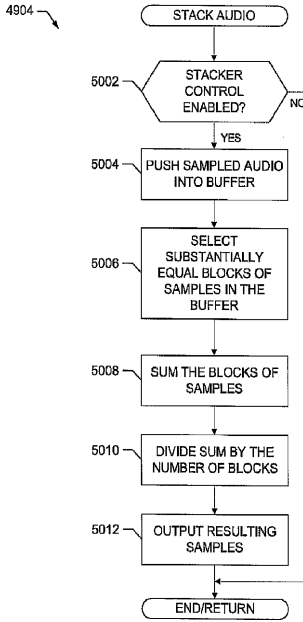 4904
STACK AUDIO
5002
STACKER
CONTROL
ENABLED?
NO
YES
5004
PUSH SAMPLED AUDIO
INTO BUFFER
5006
SELECT
SUBSTANTIALLY
EQUAL BLOCKS OF
SAMPLES IN THE
BUFFER
5008
SUM THE BLOCKS OF
SAMPLES
5010
DIVIDE SUM BY THE
NUMBER OF BLOCKS
5012
OUTPUT RESULTING
SAMPLES
END/RETURN